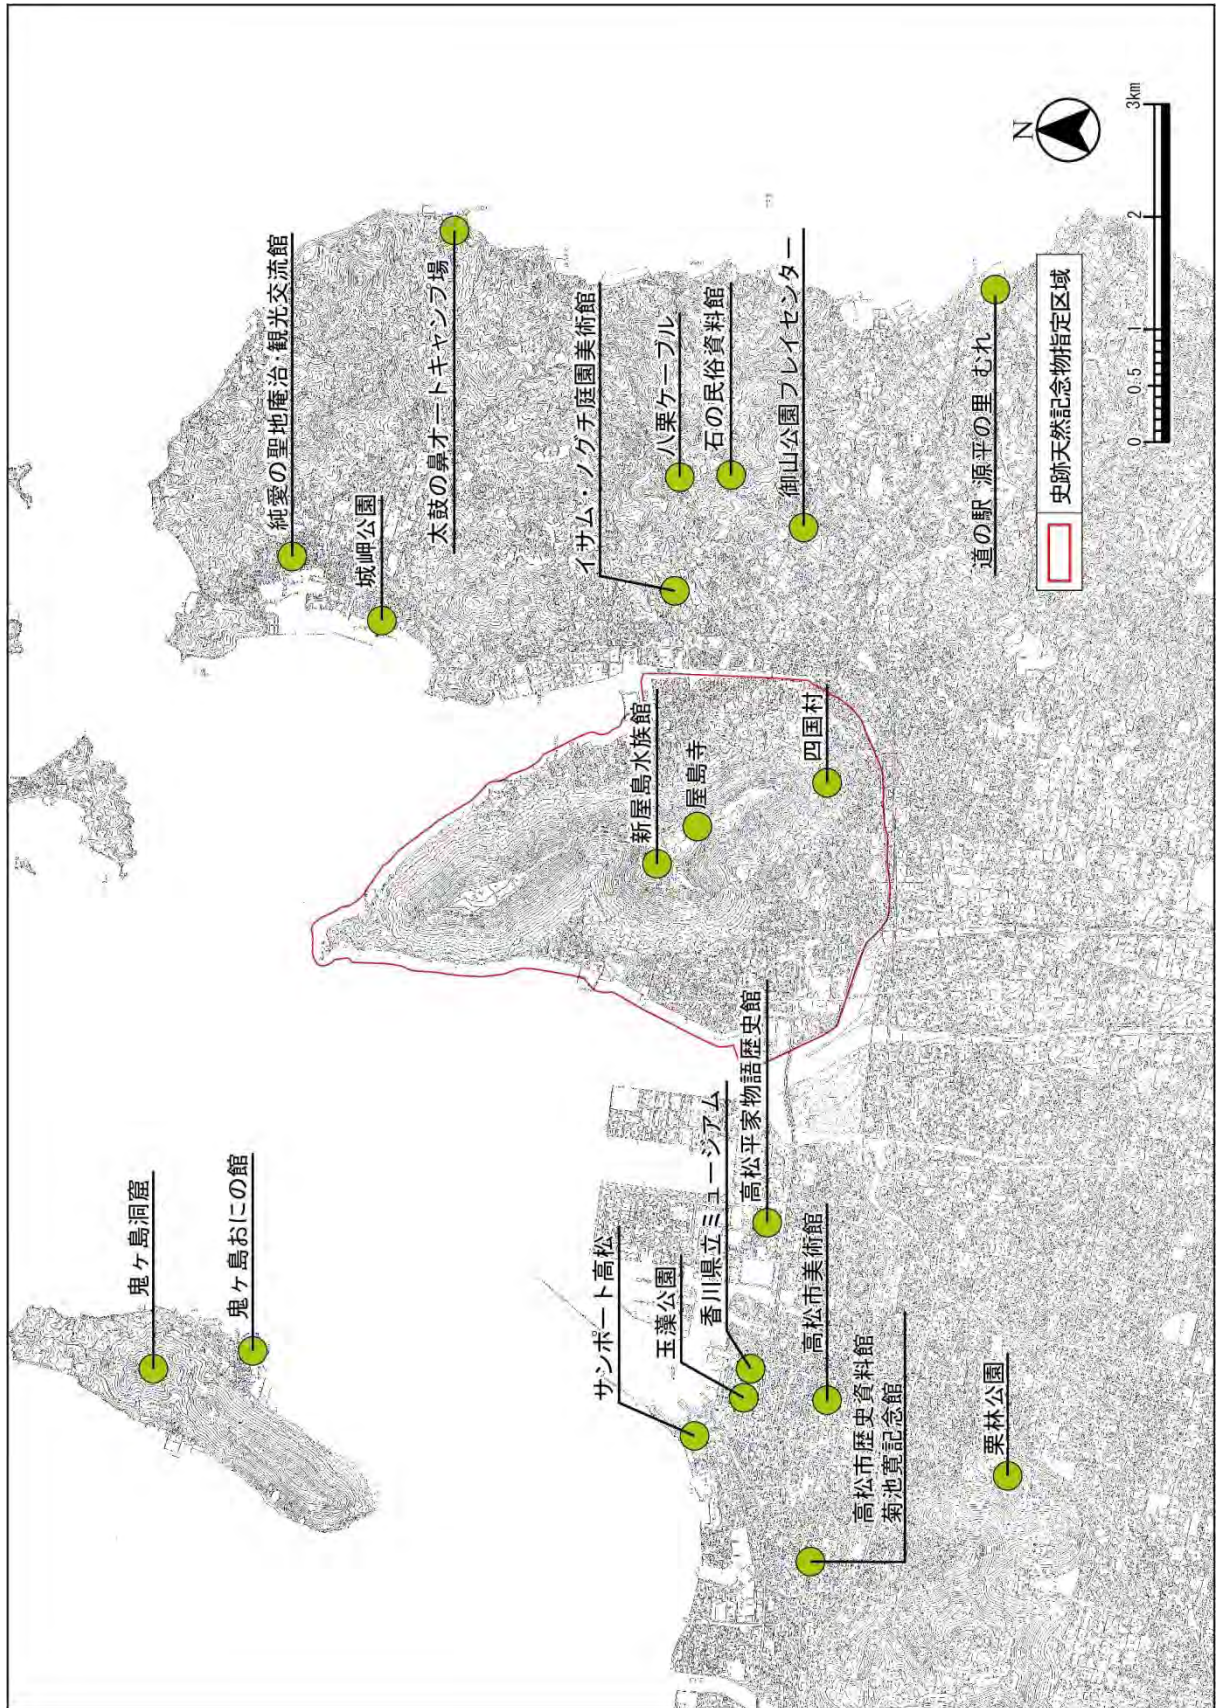 鬼ヶ島洞窟
鬼ヶ島おにの館
サンポート高松
玉藻公園
香川県立ミュージアム
高松平家物語歴史館
高松市美術館
高松市歴史資料館
菊池寛記念館
栗林公園
新屋島水族館
屋島寺
四国村
純愛の聖地庵治・観光交流館
城岬公園
太鼓の鼻オートキャンプ場
イサム・ノグチ庭園美術館
八栗ケーブル
石の民俗資料館
御山公園プレイセンター
道の駅 源平の里 むれ
N
史跡天然記念物指定区域
0 0.5 1 2 3km